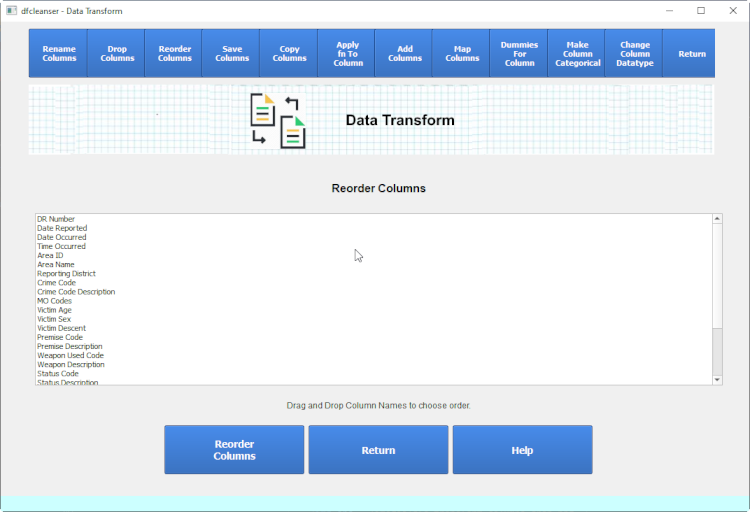 dfcleanser - Data Transform
Rename
Columns
Drop
Columns
Reorder
Columns
Save
Columns
Copy
Columns
Apply
fn To
Column
Add
Columns
Map
Columns
Dummies
For
Column
Make
Column
Categorical
Change
Column
Datatype
Return
Data Transform
Reorder Columns
DR Number
Date Reported
Date Occurred
Time Occurred
Area ID
Area Name
Reporting District
Crime Code
Crime Code Description
MO Codes
Victim Age
Victim Sex
Victim Descent
Premise Code
Premise Description
Weapon Used Code
Weapon Description
Status Code
Status Description
Drag and Drop Column Names to choose order.
Reorder
Columns
Return
Help